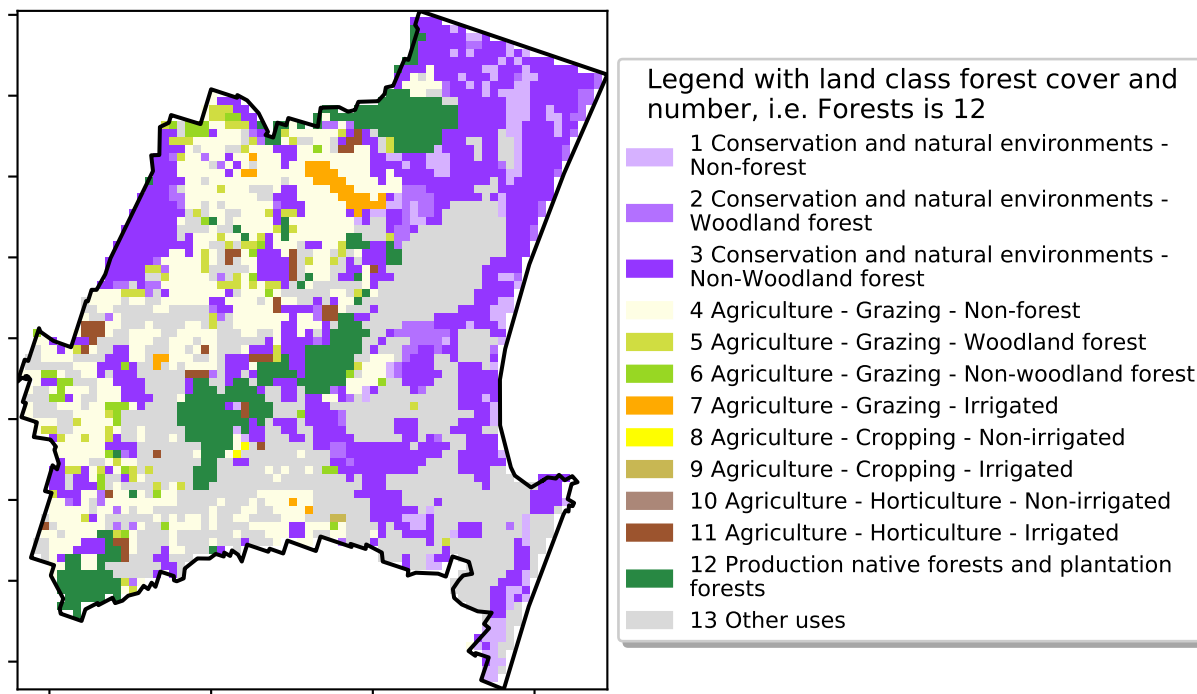 Legend with land class forest cover and
number, i.e. Forests is 12
1 Conservation and natural environments -
Non-forest
2 Conservation and natural environments -
Woodland forest
3 Conservation and natural environments -
Non-Woodland forest
4 Agriculture - Grazing - Non-forest
5 Agriculture - Grazing - Woodland forest
6 Agriculture - Grazing - Non-woodland forest
7 Agriculture - Grazing - Irrigated
8 Agriculture - Cropping - Non-irrigated
9 Agriculture - Cropping - Irrigated
10 Agriculture - Horticulture - Non-irrigated
11 Agriculture - Horticulture - Irrigated
12 Production native forests and plantation
forests
13 Other uses